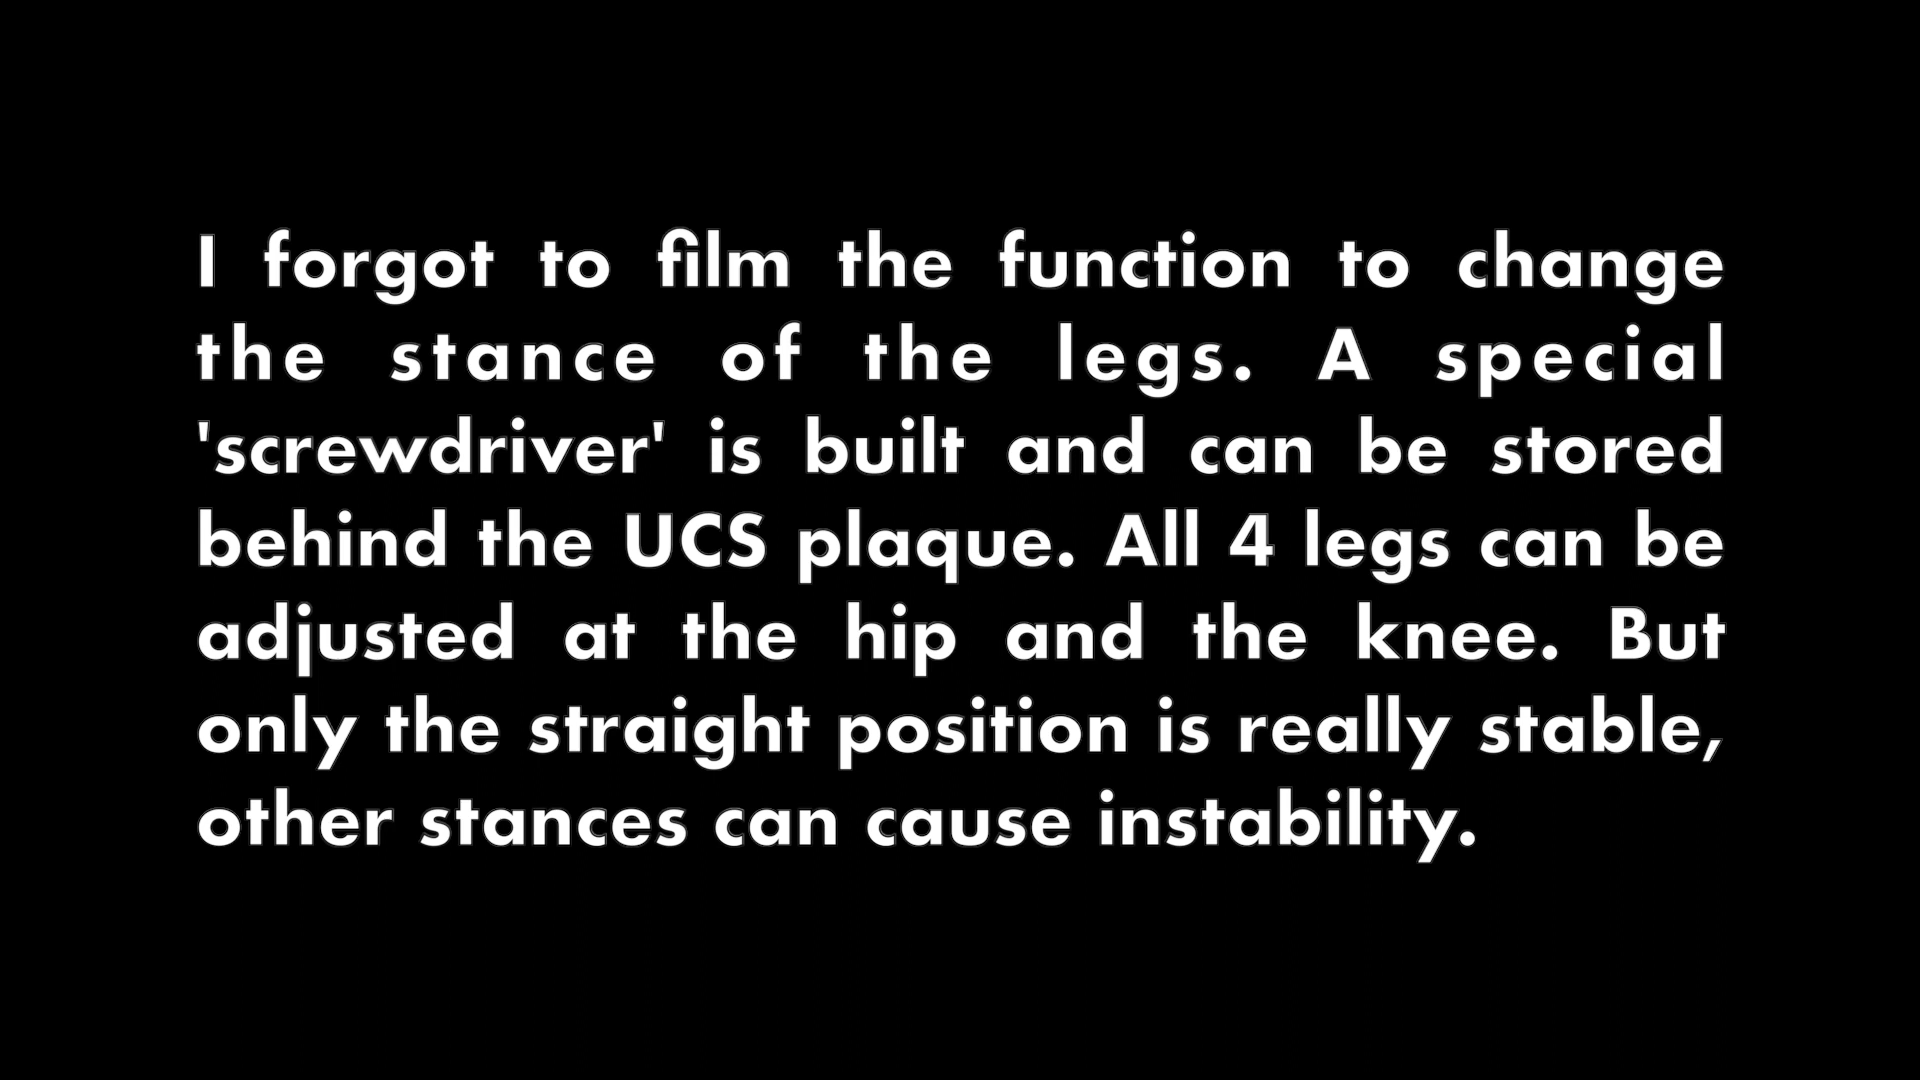 I forgot to film the function to change
the stance of the legs. A special
'screwdriver' is built and can be stored
behind the UCS plaque. All 4 legs can be
adjusted at the hip and the knee. But
only the straight position is really stable,
other stances can cause instability.